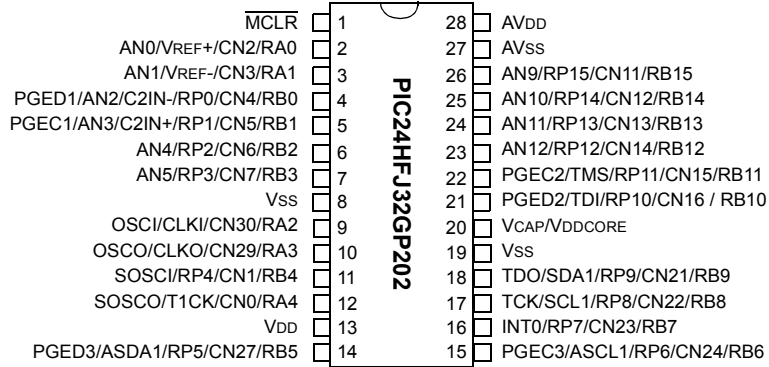 MCLR 1 28 AVDD
AN0/VREF+/CN2/RA0 2 27 AVSS
AN1/VREF-/CN3/RA1 3 26 AN9/RP15/CN11/RB15
PGED1/AN2/C2IN-/RP0/CN4/RB0 4 25 AN10/RP14/CN12/RB14
PGEC1/AN3/C2IN+/RP1/CN5/RB1 5 24 AN11/RP13/CN13/RB13
AN4/RP2/CN6/RB2 6 23 AN12/RP12/CN14/RB12
AN5/RP3/CN7/RB3 7 22 PGEC2/TMS/RP11/CN15/RB11
VSS 8 21 PGED2/TDI/RP10/CN16 / RB10
OSCI/CLKI/CN30/RA2 9 20 VCAP/VDDCORE
OSCO/CLKO/CN29/RA3 10 19 VSS
SOSCI/RP4/CN1/RB4 11 18 TDO/SDA1/RP9/CN21/RB9
SOSCO/T1CK/CN0/RA4 12 17 TCK/SCL1/RP8/CN22/RB8
VDD 13 16 INT0/RP7/CN23/RB7
PGED3/ASDA1/RP5/CN27/RB5 14 15 PGEC3/ASCL1/RP6/CN24/RB6
PIC24HFJ32GP202